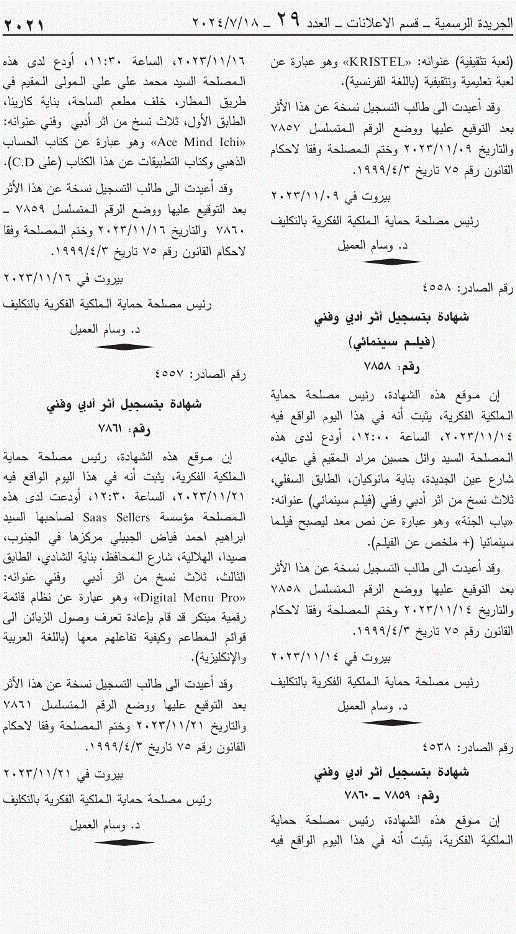 الجريدة الرسمية ــ قسم الاعلانات ــ العدد ٢٩ ــ ٢٠٢٤/٧/١٨
٢٠٢١
(لعبة تثقيفية) عنوانه: «KRISTEL» وهو عبارة عن
لعبة تعليمية وتثقيفية (باللغة الفرنسية).
وقد أعيدت الى طالب التسجيل نسخة عن هذا الأثر
بعد التوقيع عليها ووضع الرقم المتسلسل ٧٨٥٧
والتاريخ ٢٠٢٣/١١/٠٩ وختم المصلحة وفقا لاحكام
القانون رقم ٧٥ تاريخ ١٩٩٩/٤/٣.
بيروت في ٢٠٢٣/١١/٠٩
رئيس مصلحة حماية الملكية الفكرية بالتكليف
د. وسام العميل
رقم الصادر: ٤٥٥٨
شهادة بتسجيل أثر أدبي وفني
(فيلم سينمائي)
رقم: ٧٨٥٨
إن موقع هذه الشهادة، رئيس مصلحة حماية
الملكية الفكرية، يثبت أنه في هذا اليوم الواقع فيه
٢٠٢٣/١١/١٤، الساعة ١٢:٠٠، أودع لدى هذه
المصلحة السيد وائل حسين مراد المقيم في عاليه،
شارع عين الجديدة، بناية مانوكيان، الطابق السفلي،
ثلاث نسخ من اثر أدبي وفني (فيلم سينمائي) عنوانه:
«باب الجنة» وهو عبارة عن نص معد ليصبح فيلما
سينمائيا (+ ملخص عن الفيلم).
وقد أعيدت الى طالب التسجيل نسخة عن هذا الأثر
بعد التوقيع عليها ووضع الرقم المتسلسل ٧٨٥٨
والتاريخ ٢٠٢٣/١١/١٤ وختم المصلحة وفقا لاحكام
القانون رقم ٧٥ تاريخ ١٩٩٩/٤/٣.
بيروت في ٢٠٢٣/١١/١٤
رئيس مصلحة حماية الملكية الفكرية بالتكليف
د. وسام العميل
رقم الصادر: ٤٥٣٨
شهادة بتسجيل أثر أدبي وفني
رقم: ٧٨٥٩ ــ ٧٨٦٠
إن موقع هذه الشهادة، رئيس مصلحة حماية
الملكية الفكرية، يثبت أنه في هذا اليوم الواقع فيه
٢٠٢٣/١١/١٦، الساعة ١١:٣٠، أودع لدى هذه
المصلحة السيد محمد علي علي المولى المقيم في
طريق المطار، خلف مطعم الساحة، بناية كارينا،
الطابق الأول، ثلاث نسخ من اثر أدبي وفني عنوانه:
«Ace Mind Ichi» وهو عبارة عن كتاب الحساب
الذهبي وكتاب التطبيقات عن هذا الكتاب (على C.D).
وقد أعيدت الى طالب التسجيل نسخة عن هذا الأثر
بعد التوقيع عليها ووضع الرقم المتسلسل ٧٨٥٩ ــ
٧٨٦٠ والتاريخ ٢٠٢٣/١١/١٦ وختم المصلحة وفقا
لاحكام القانون رقم ٧٥ تاريخ ١٩٩٩/٤/٣.
بيروت في ٢٠٢٣/١١/١٦
رئيس مصلحة حماية الملكية الفكرية بالتكليف
د. وسام العميل
رقم الصادر: ٤٥٥٧
شهادة بتسجيل أثر أدبي وفني
رقم: ٧٨٦١
إن موقع هذه الشهادة، رئيس مصلحة حماية
الملكية الفكرية، يثبت أنه في هذا اليوم الواقع فيه
٢٠٢٣/١١/٢١، الساعة ١٢:٣٠، أودعت لدى هذه
المصلحة مؤسسة Saas Sellers لصاحبها السيد
ابراهيم احمد فياض الجبيلي مركزها في الجنوب،
صيدا، الهلالية، شارع المحافظ، بناية الشادي، الطابق
الثالث، ثلاث نسخ من اثر أدبي وفني عنوانه:
«Digital Menu Pro» وهو عبارة عن نظام قائمة
رقمية مبتكر قد قام بإعادة تعرف وصول الزبائن الى
قوائم المطاعم وكيفية تفاعلهم معها (باللغة العربية
والإنكليزية).
وقد أعيدت الى طالب التسجيل نسخة عن هذا الأثر
بعد التوقيع عليها ووضع الرقم المتسلسل ٧٨٦١
والتاريخ ٢٠٢٣/١١/٢١ وختم المصلحة وفقا لاحكام
القانون رقم ٧٥ تاريخ ١٩٩٩/٤/٣.
بيروت في ٢٠٢٣/١١/٢١
رئيس مصلحة حماية الملكية الفكرية بالتكليف
د. وسام العميل